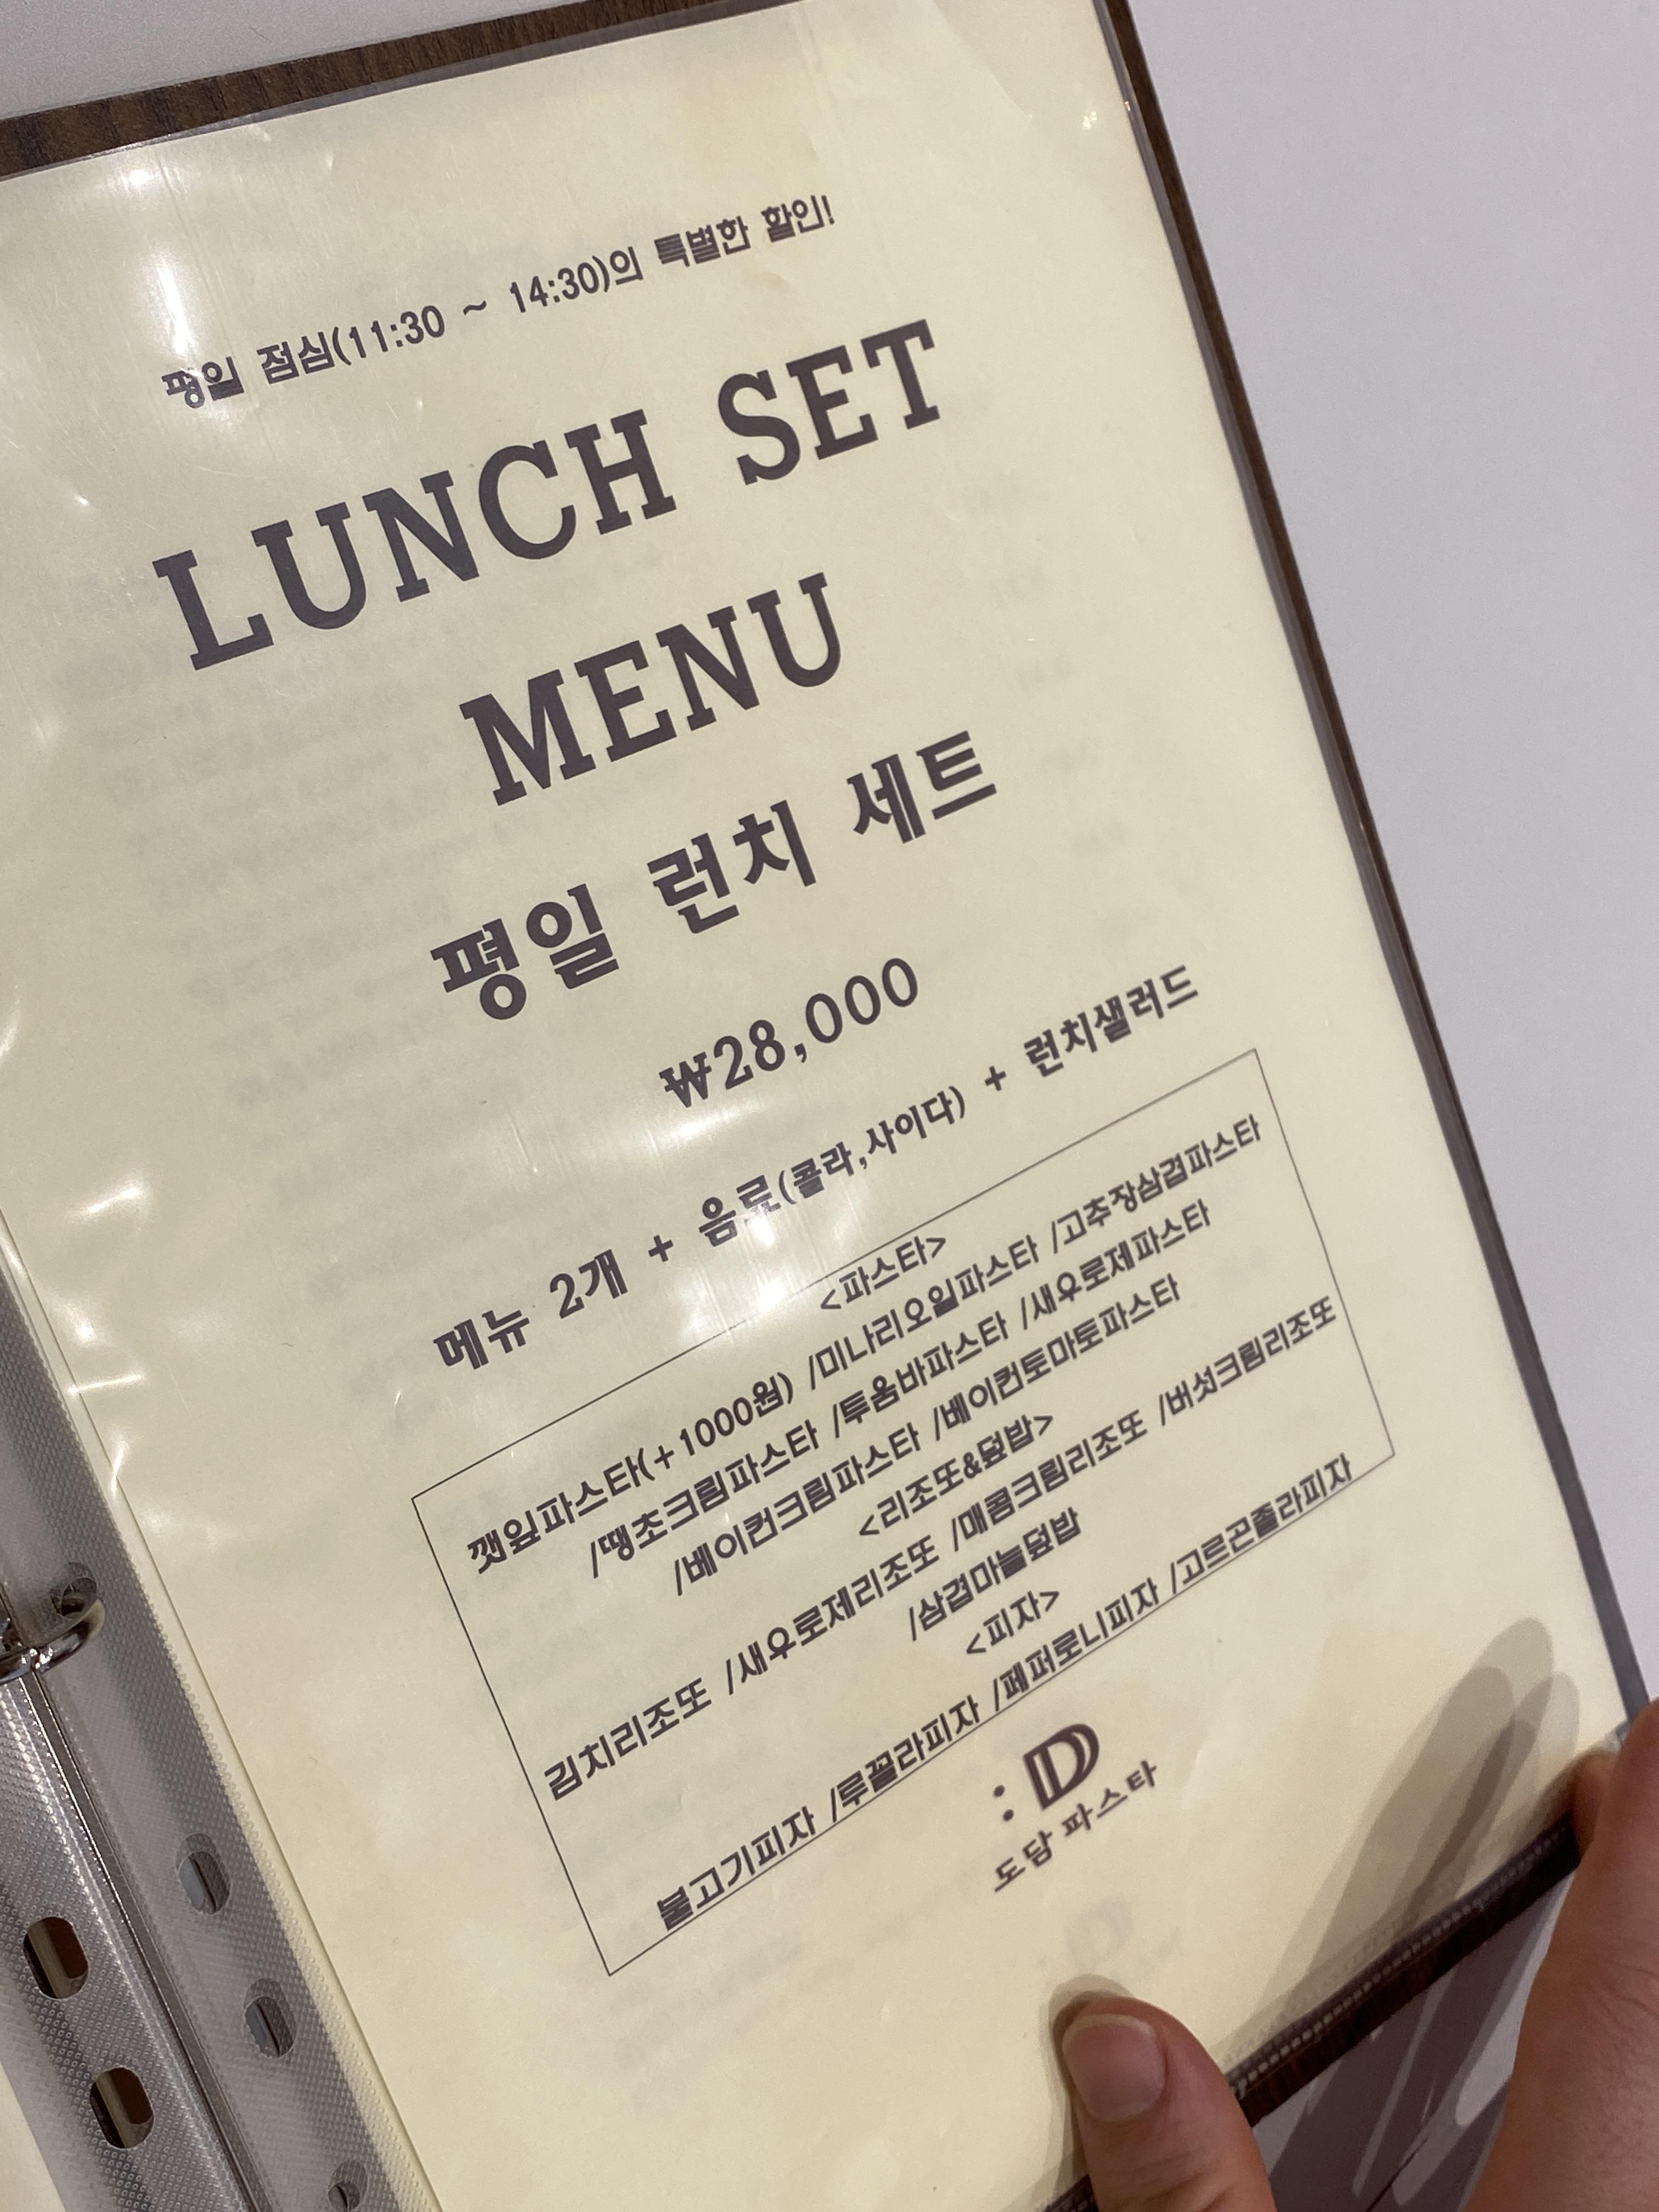 평일 점심(11:30 ~ 14:30)의 특별한 할인!
LUNCH SET
MENU
평일 런치 세트
₩28,000
메뉴 2개 + 음료(콜라,사이다) + 런치샐러드
<파스타>
깻잎파스타(+1000원) /미나리오일파스타 /고추장삼겹파스타
/땡초크림파스타 /투움바파스타 /새우로제파스타
/베이컨크림파스타 /베이컨토마토파스타
<리조또&덮밥>
김치리조또 /새우로제리조또 /매콤크림리조또 /버섯크림리조또
/삼겹마늘덮밥
<피자>
불고기피자 /루꼴라피자 /페퍼로니피자 /고르곤졸라피자
:D
도담 파스타